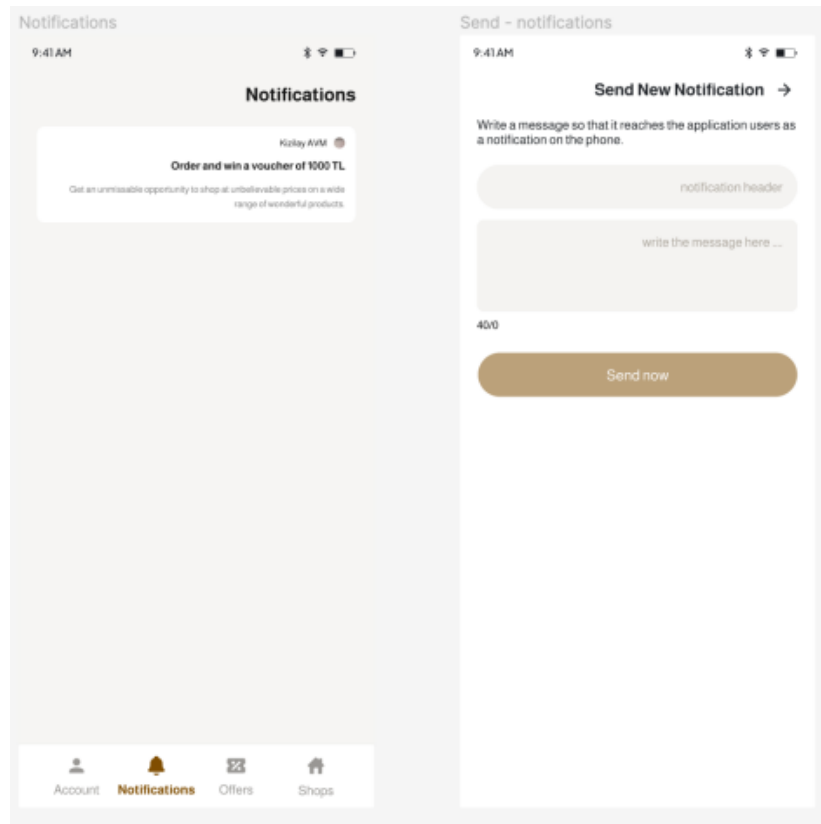 Notifications
9:41 AM
Notifications
Kizilay AVM
Order and win a voucher of 1000 TL
Get an unmissable opportunity to shop at unbelievable prices on a wide
range of wonderful products.
Account
Notifications
Offers
Shops
Send - notifications
9:41 AM
Send New Notification →
Write a message so that it reaches the application users as
a notification on the phone.
notification header
write the message here ...
40/0
Send now